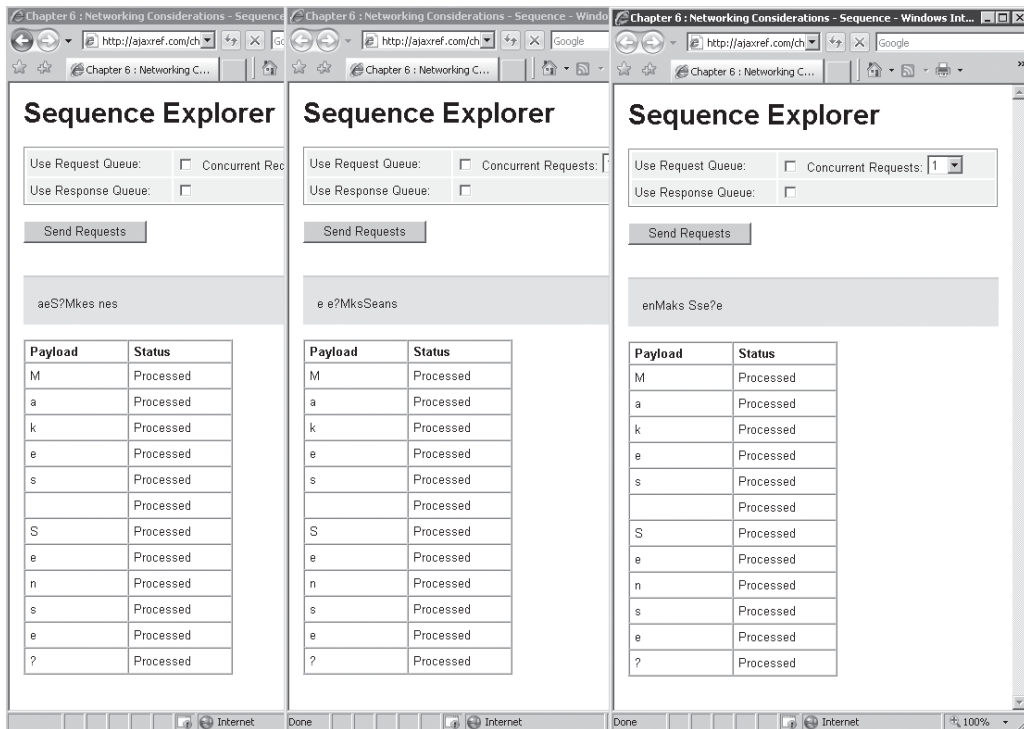 Chapter 6 : Networking Considerations - Sequence
http://ajaxref.com/ch
Chapter 6 : Networking C...
Sequence Explorer
Use Request Queue:
Concurrent Req
Use Response Queue:
Send Requests
aeS?Mkes nes
Payload Status
M Processed
a Processed
k Processed
e Processed
s Processed
Processed
S Processed
e Processed
n Processed
s Processed
e Processed
? Processed
Internet
Chapter 6 : Networking Considerations - Sequence - Windo
http://ajaxref.com/ch
Google
Chapter 6 : Networking C...
Sequence Explorer
Use Request Queue:
Concurrent Requests:
Use Response Queue:
Send Requests
e e?MksSeans
Payload Status
M Processed
a Processed
k Processed
e Processed
s Processed
Processed
S Processed
e Processed
n Processed
s Processed
e Processed
? Processed
Done
Internet
Chapter 6 : Networking Considerations - Sequence - Windows Int...
http://ajaxref.com/ch
Google
Chapter 6 : Networking C...
Sequence Explorer
Use Request Queue:
Concurrent Requests: 1
Use Response Queue:
Send Requests
enMaks Sse?e
Payload Status
M Processed
a Processed
k Processed
e Processed
s Processed
Processed
S Processed
e Processed
n Processed
s Processed
e Processed
? Processed
Done
Internet
100%